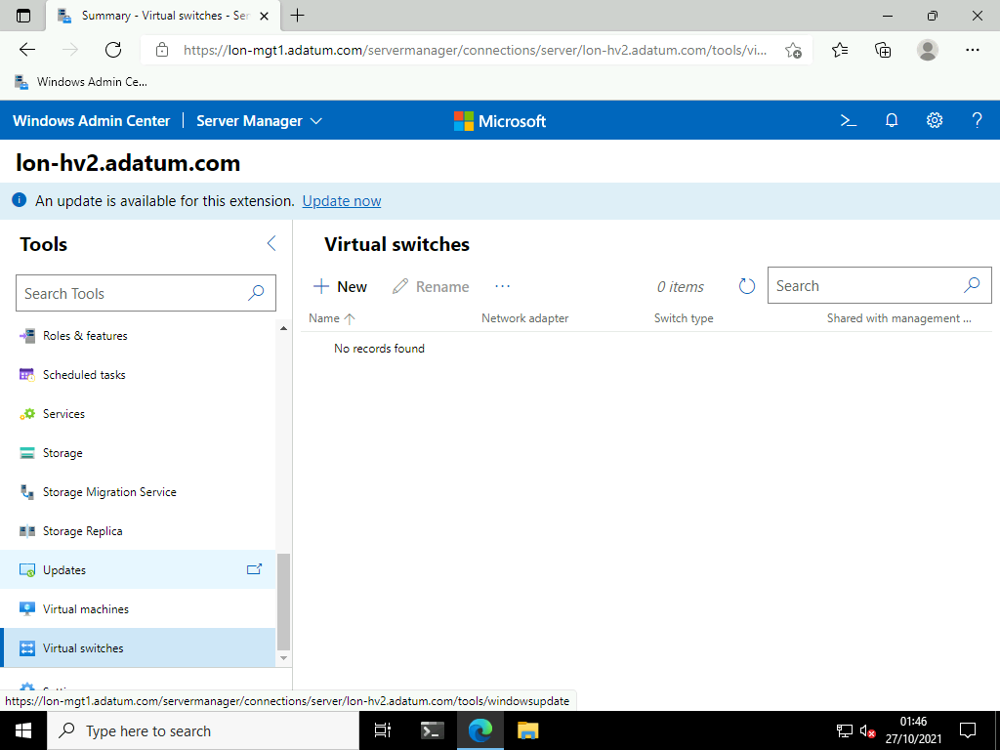 Summary - Virtual switches - Ser
https://lon-mgt1.adatum.com/servermanager/connections/server/lon-hv2.adatum.com/tools/vi...
Windows Admin Ce...
Windows Admin Center | Server Manager
Microsoft
lon-hv2.adatum.com
An update is available for this extension. Update now
Tools
Search Tools
Roles & features
Scheduled tasks
Services
Storage
Storage Migration Service
Storage Replica
Updates
Virtual machines
Virtual switches
Virtual switches
New Rename ... 0 items Search
Name Network adapter Switch type Shared with management ...
No records found
https://lon-mgt1.adatum.com/servermanager/connections/server/lon-hv2.adatum.com/tools/windowsupdate
Type here to search
01:46
27/10/2021